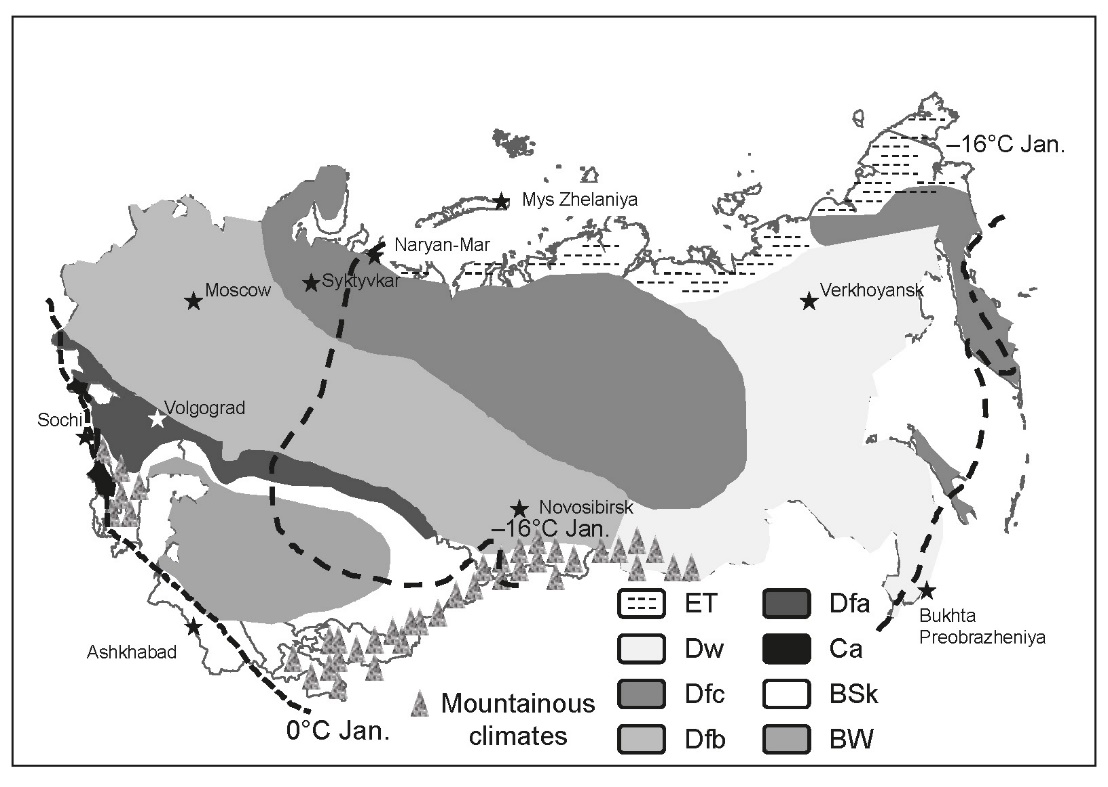 –16°C Jan.
Mys Zhelaniya
Naryan-Mar
Syktyvkar
Moscow
Verkhoyansk
Volgograd
Sochi
Novosibirsk
–16°C Jan.
Bukhta
Preobrazheniya
Ashkhabad
0°C Jan.
Mountainous
climates
ET
Dw
Dfc
Dfb
Dfa
Ca
BSk
BW